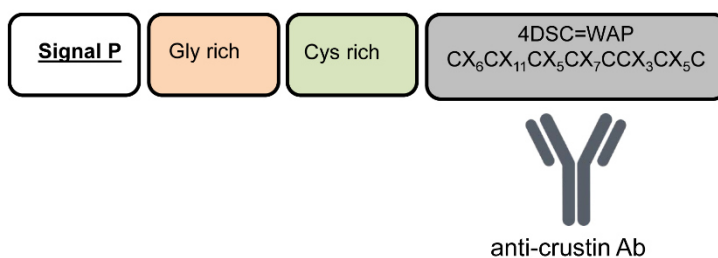 Signal P
Gly rich
Cys rich
4DSC=WAP
CX₆CX₁₁CX₅CX₇CCX₃CX₅C
anti-crustin Ab